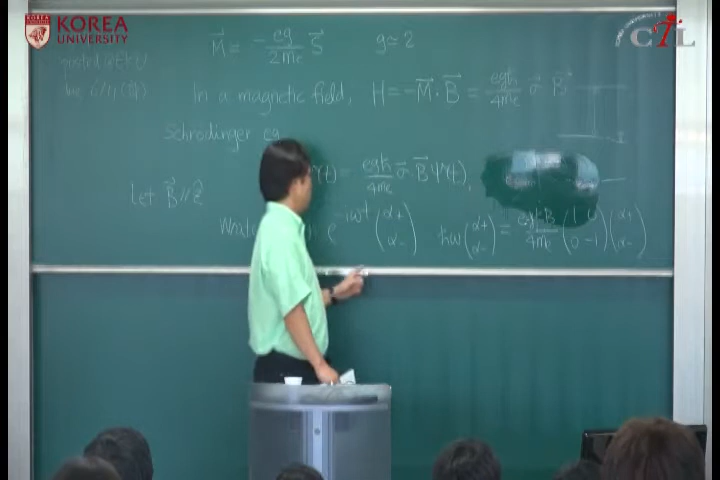 KOREA
UNIVERSITY
CTL
M⃗ = - eg/2mc S⃗   g ≃ 2
In a magnetic field, H = -M⃗·B⃗ = egħ/4mc σ⃗·B⃗
Schrodinger eq
(t) = egħ/4mc σ⃗·B⃗ ψ(t),
Let B⃗ // ẑ
e^{-iωt} (α+ α-)   ħω (α+ α-) = egħB/4mc (1 0 0 -1) (α+ α-)